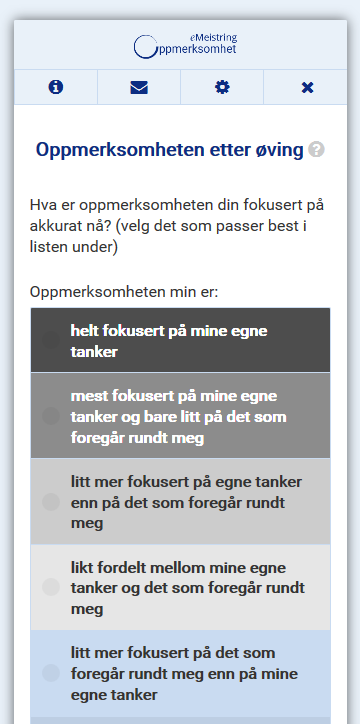 eMeistring
Oppmerksomhet
Oppmerksomheten etter øving ?
Hva er oppmerksomheten din fokusert på
akkurat nå? (velg det som passer best i
listen under)
Oppmerksomheten min er:
helt fokusert på mine egne
tanker
mest fokusert på mine egne
tanker og bare litt på det som
foregår rundt meg
litt mer fokusert på egne tanker
enn på det som foregår rundt
meg
likt fordelt mellom mine egne
tanker og det som foregår rundt
meg
litt mer fokusert på det som
foregår rundt meg enn på mine
egne tanker